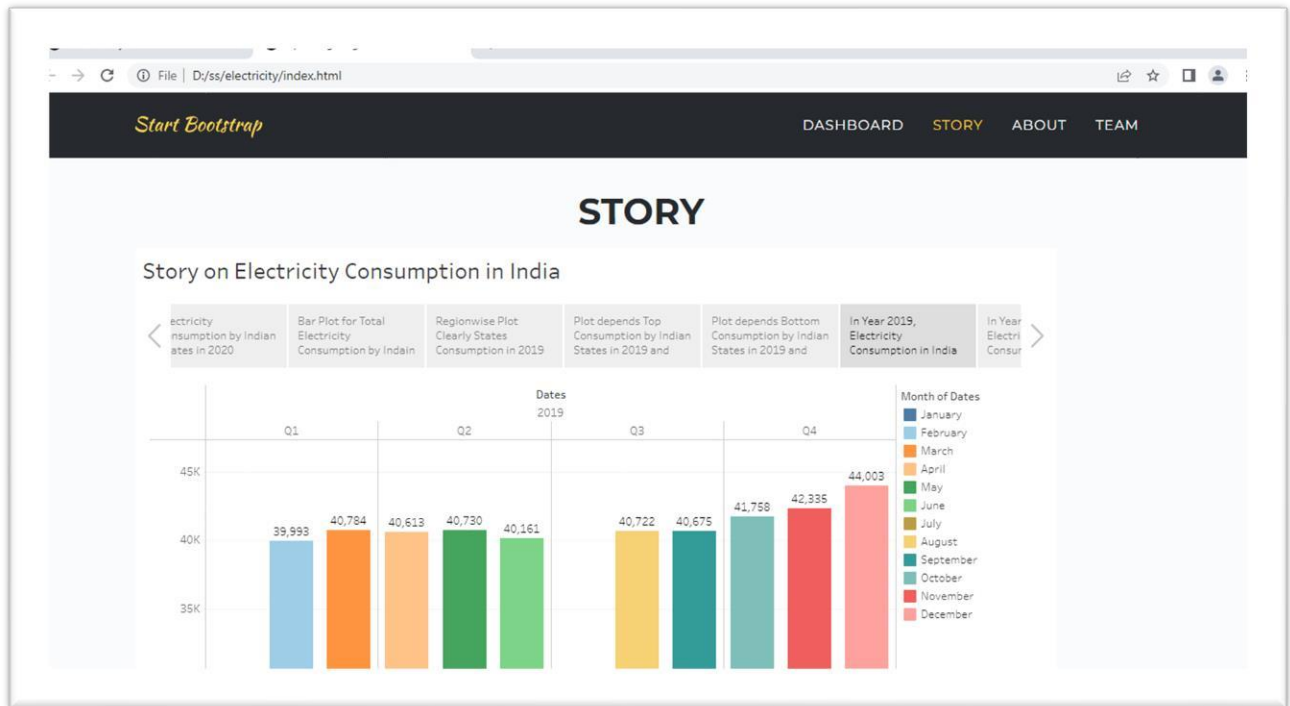 File | D:/ss/electricity/index.html
Start Bootstrap
DASHBOARD STORY ABOUT TEAM
STORY
Story on Electricity Consumption in India
ectricity
nsumption by Indian
ates in 2020
Bar Plot for Total
Electricity
Consumption by Indain
Regionwise Plot
Clearly States
Consumption in 2019
Plot depends Top
Consumption by Indian
States in 2019 and
Plot depends Bottom
Consumption by Indian
States in 2019 and
In Year 2019,
Electricity
Consumption in India
In Year
Electri
Consur
Dates
2019
Q1 Q2 Q3 Q4
45K
40K
35K
39,993
40,784
40,613
40,730
40,161
40,722
40,675
41,758
42,335
44,003
Month of Dates
January
February
March
April
May
June
July
August
September
October
November
December